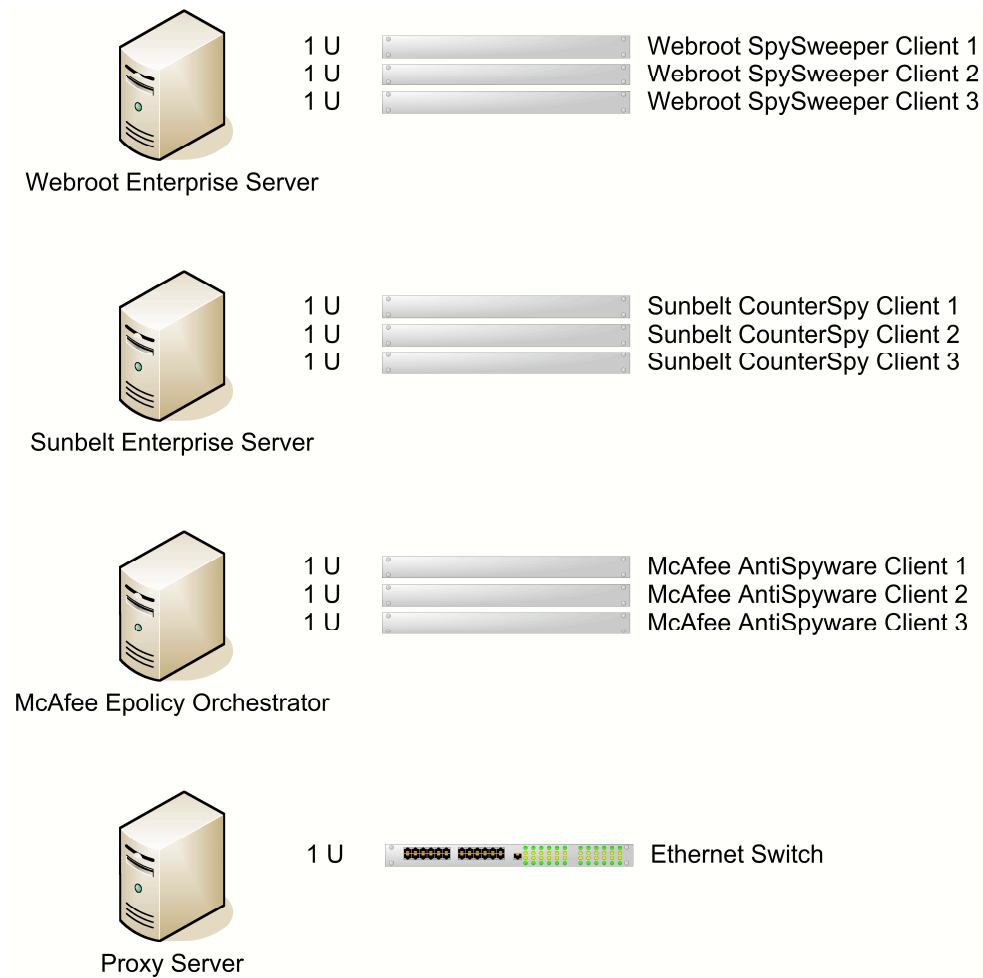 1 U Webroot SpySweeper Client 1
1 U Webroot SpySweeper Client 2
1 U Webroot SpySweeper Client 3
Webroot Enterprise Server
1 U Sunbelt CounterSpy Client 1
1 U Sunbelt CounterSpy Client 2
1 U Sunbelt CounterSpy Client 3
Sunbelt Enterprise Server
1 U McAfee AntiSpyware Client 1
1 U McAfee AntiSpyware Client 2
1 U McAfee AntiSpyware Client 3
McAfee Epolicy Orchestrator
1 U Ethernet Switch
Proxy Server